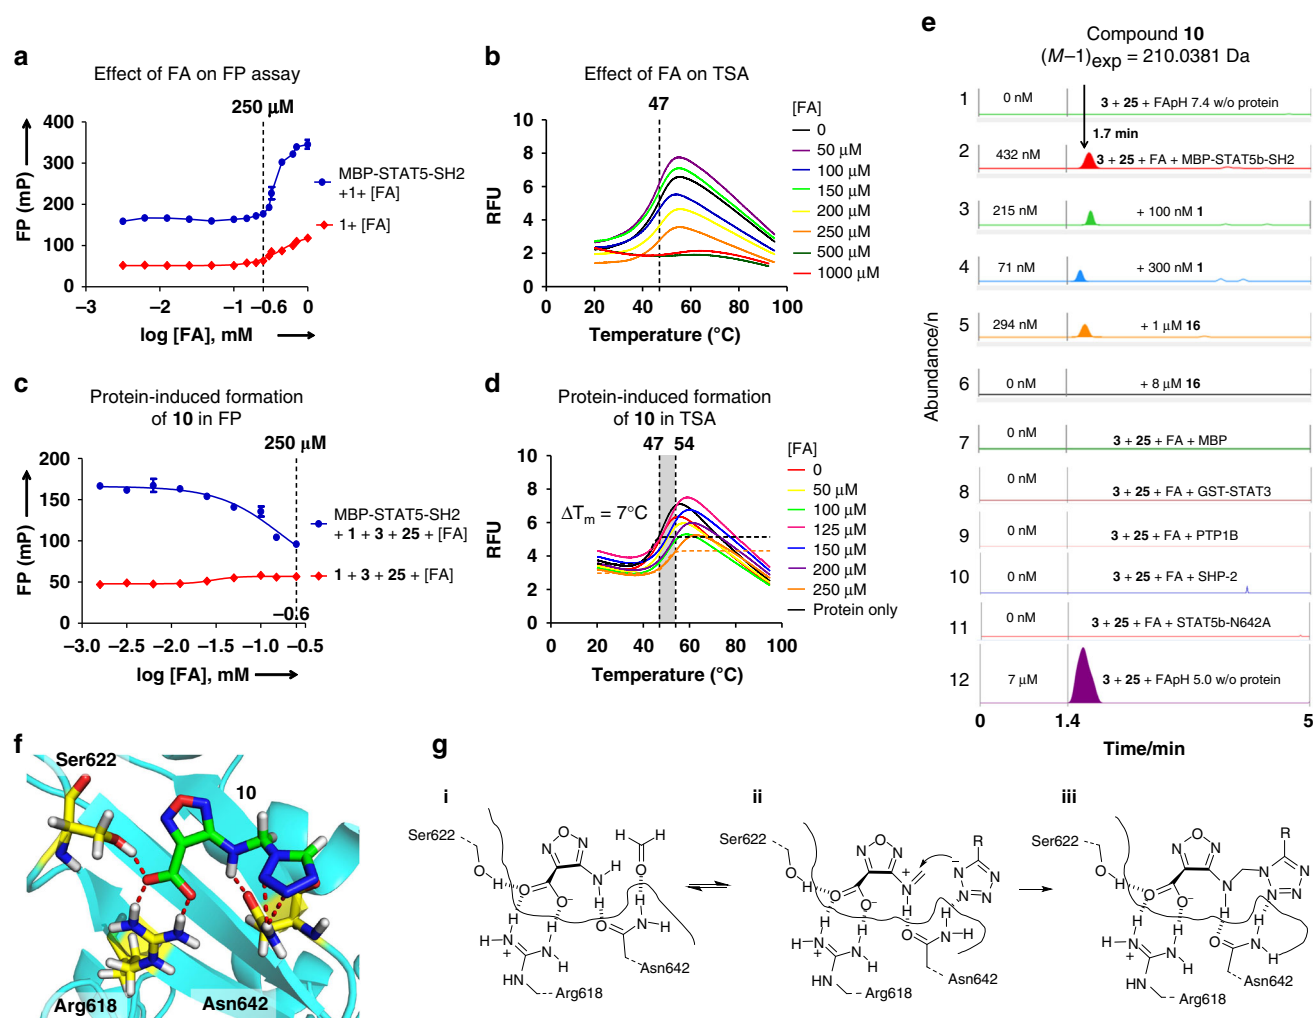 a
Effect of FA on FP assay
250 µM
FP (mP)
400
300
200
100
0
−3
−2
−1
−0.6
0
log [FA], mM
MBP-STAT5-SH2
+1+ [FA]
1+ [FA]
b
Effect of FA on TSA
47
RFU
10
8
6
4
2
0
0
20
40
60
80
100
Temperature (°C)
[FA]
0
50 µM
100 µM
150 µM
200 µM
250 µM
500 µM
1000 µM
c
Protein-induced formation
of 10 in FP
250 µM
FP (mP)
200
150
100
50
0
−0.6
−3.0
−2.5
−2.0
−1.5
−1.0
−0.5
log [FA], mM
MBP-STAT5-SH2
+ 1 + 3 + 25 + [FA]
1 + 3 + 25 + [FA]
d
Protein-induced formation
of 10 in TSA
47 54
ΔTm = 7°C
RFU
10
8
6
4
2
0
0
20
40
60
80
100
Temperature (°C)
[FA]
0
50 µM
100 µM
125 µM
150 µM
200 µM
250 µM
Protein only
e
Compound 10
(M−1)exp = 210.0381 Da
Abundance/n
1 0 nM 3 + 25 + FApH 7.4 w/o protein
1.7 min
2 432 nM 3 + 25 + FA + MBP-STAT5b-SH2
3 215 nM + 100 nM 1
4 71 nM + 300 nM 1
5 294 nM + 1 µM 16
6 0 nM + 8 µM 16
7 0 nM 3 + 25 + FA + MBP
8 0 nM 3 + 25 + FA + GST-STAT3
9 0 nM 3 + 25 + FA + PTP1B
10 0 nM 3 + 25 + FA + SHP-2
11 0 nM 3 + 25 + FA + STAT5b-N642A
12 7 µM 3 + 25 + FApH 5.0 w/o protein
0 1.4 5
Time/min
f
Ser622
10
Arg618
Asn642
g
i
Ser622
O
H
O
O−
N
O
N
N
H
H
H
H
O
H
H
H
H–N
+
N–H
HN
O
N
H
Arg618
Asn642
ii
Ser622
O
H
O
O−
N
O
N
N
+
H
R
−
N
N
N
N
H
H
H–N
+
N–H
HN
O
N
H
H
Arg618
Asn642
iii
Ser622
O
H
O
O−
N
O
N
N
H
R
N
N
N
N
H
H
H–N
+
N
H
HN
O
N
H
H
Arg618
Asn642